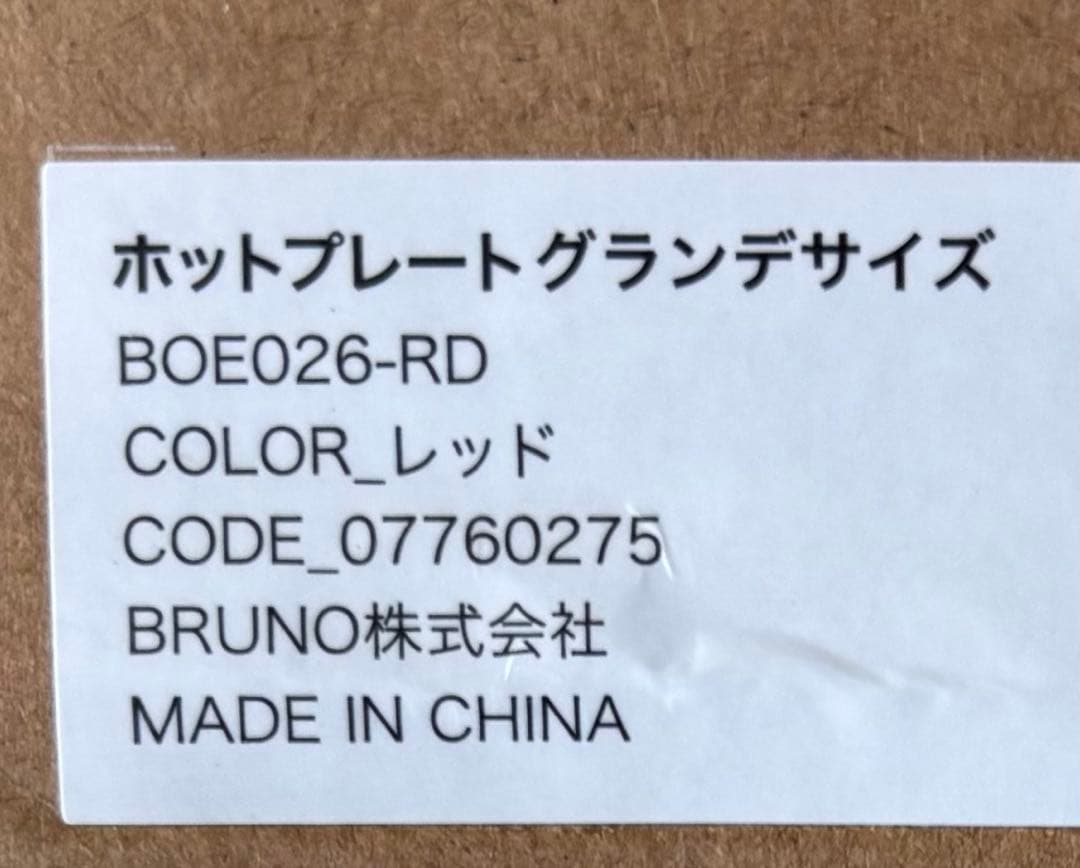 ホットプレートグランデサイズ
BOE026-RD
COLOR_レッド
CODE_07760275
BRUNO株式会社
MADE IN CHINA